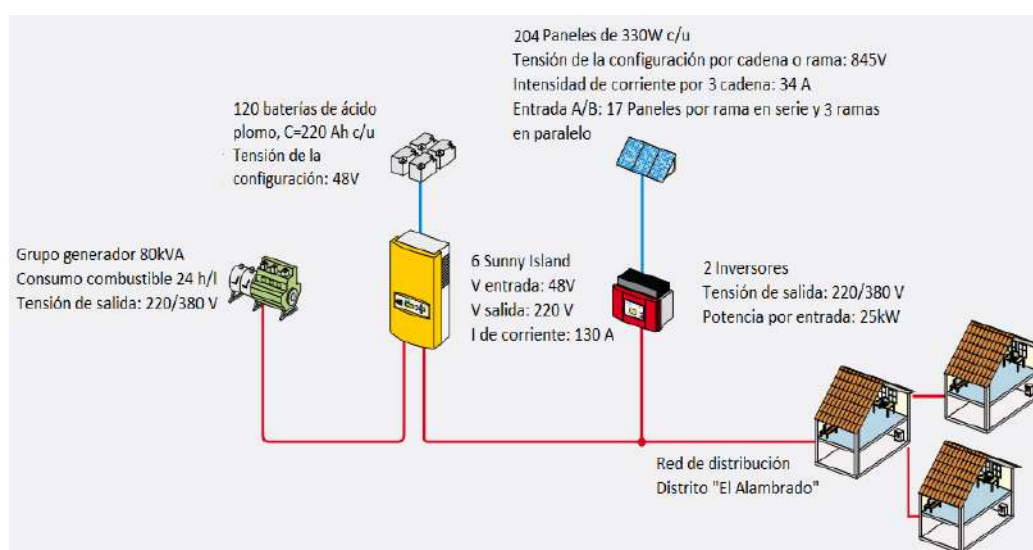 204 Paneles de 330W c/u
Tensión de la configuración por cadena o rama: 845V
Intensidad de corriente por 3 cadena: 34 A
Entrada A/B: 17 Paneles por rama en serie y 3 ramas
en paralelo
120 baterías de ácido
plomo, C=220 Ah c/u
Tensión de la
configuración: 48V
Grupo generador 80kVA
Consumo combustible 24 h/l
Tensión de salida: 220/380 V
6 Sunny Island
V entrada: 48V
V salida: 220 V
I de corriente: 130 A
2 Inversores
Tensión de salida: 220/380 V
Potencia por entrada: 25kW
Red de distribución
Distrito "El Alambrado"